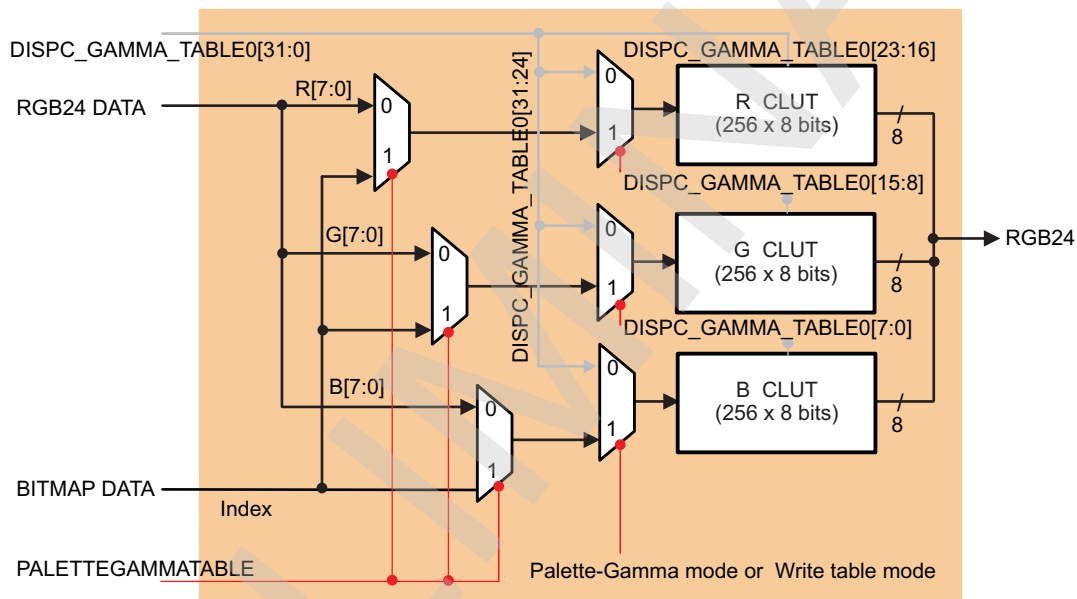 DISPC_GAMMA_TABLE0[31:0]
DISPC_GAMMA_TABLE0[23:16]
RGB24 DATA
R[7:0]
0
1
0
1
R CLUT
(256 x 8 bits)
8
DISPC_GAMMA_TABLE0[31:24]
DISPC_GAMMA_TABLE0[15:8]
G[7:0]
0
1
0
1
G CLUT
(256 x 8 bits)
8
RGB24
DISPC_GAMMA_TABLE0[7:0]
B[7:0]
0
1
0
1
B CLUT
(256 x 8 bits)
8
BITMAP DATA
Index
PALETTEGAMMATABLE
Palette-Gamma mode or Write table mode